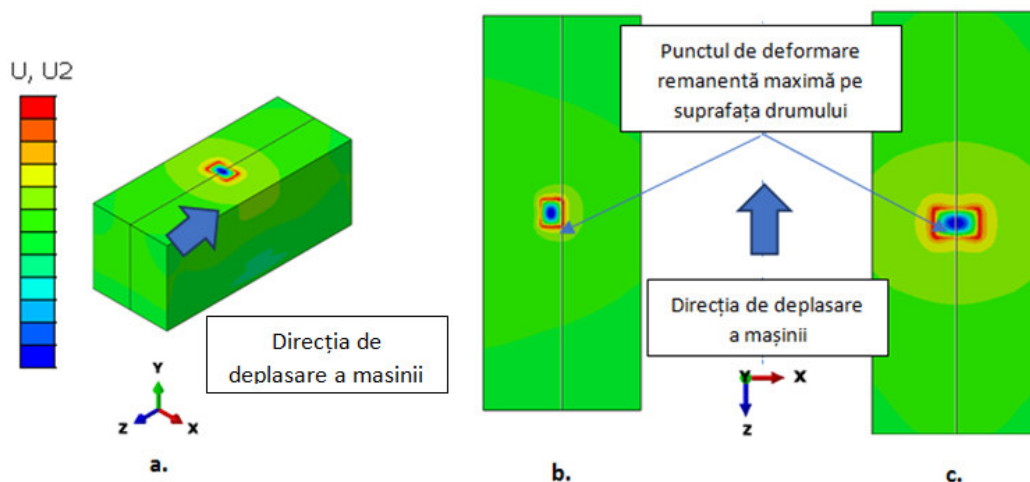 U, U2
Direcția de
deplasare a masinii
Y
Z
X
a.
Punctul de deformare
remanentă maximă pe
suprafața drumului
Direcția de deplasare
a mașinii
Y
X
Z
b.
c.